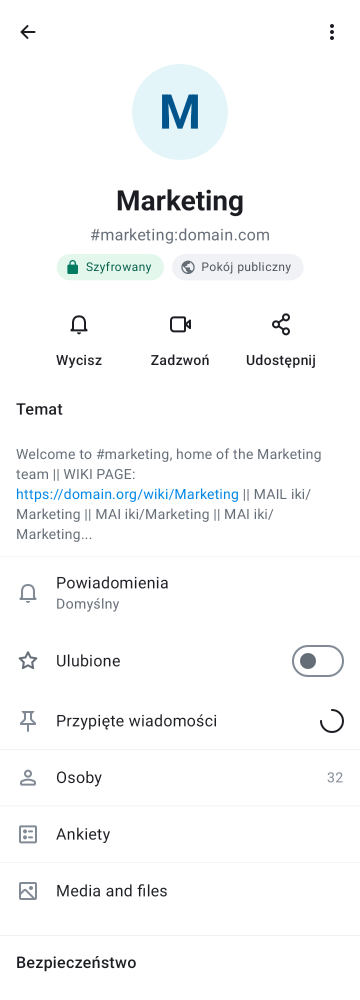 M
Marketing
#marketing:domain.com
Szyfrowany
Pokój publiczny
Wycisz
Zadzwoń
Udostępnij
Temat
Welcome to #marketing, home of the Marketing
team || WIKI PAGE:
https://domain.org/wiki/Marketing || MAIL iki/
Marketing || MAI iki/Marketing || MAI iki/
Marketing...
Powiadomienia
Domyślny
Ulubione
Przypięte wiadomości
Osoby
32
Ankiety
Media and files
Bezpieczeństwo